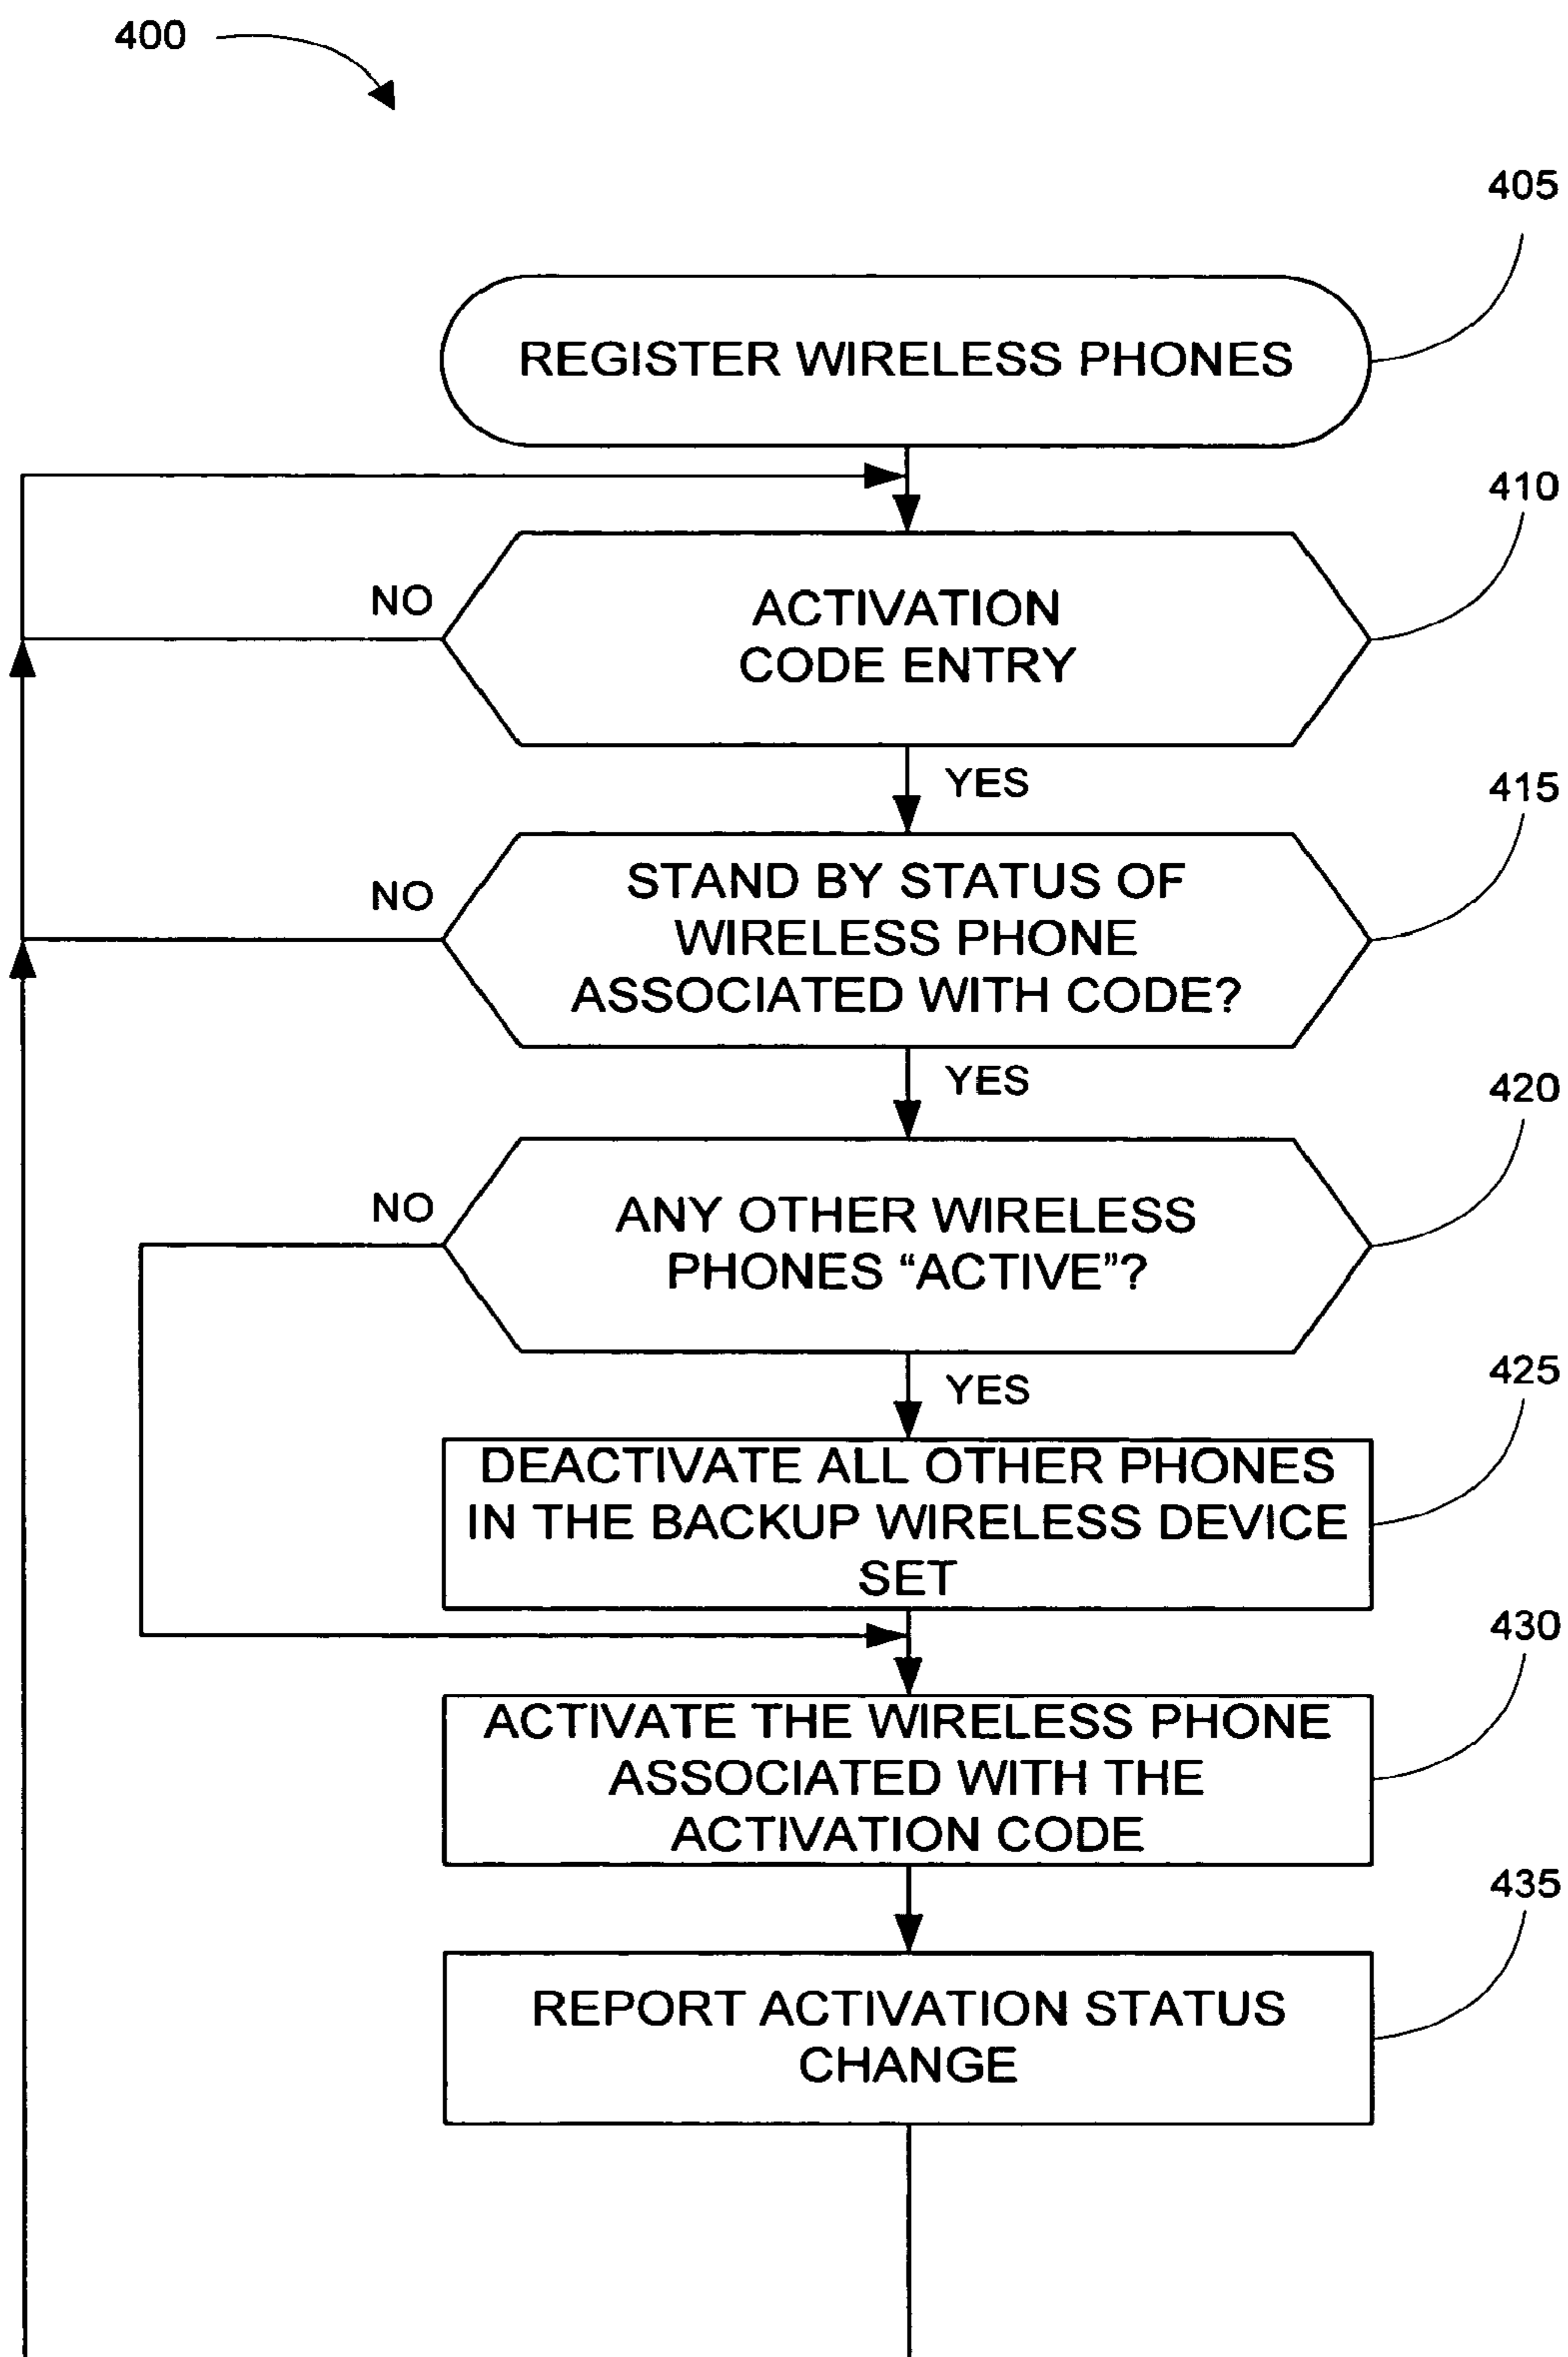 400
405
REGISTER WIRELESS PHONES
410
NO
ACTIVATION
CODE ENTRY
YES
415
NO
STAND BY STATUS OF
WIRELESS PHONE
ASSOCIATED WITH CODE?
YES
420
NO
ANY OTHER WIRELESS
PHONES “ACTIVE”?
YES
425
DEACTIVATE ALL OTHER PHONES
IN THE BACKUP WIRELESS DEVICE
SET
430
ACTIVATE THE WIRELESS PHONE
ASSOCIATED WITH THE
ACTIVATION CODE
435
REPORT ACTIVATION STATUS
CHANGE